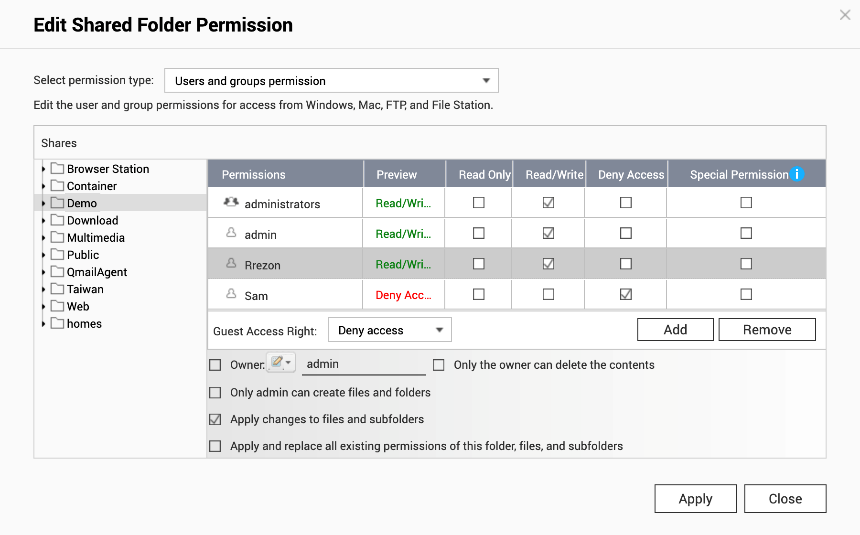 Edit Shared Folder Permission
Select permission type: Users and groups permission
Edit the user and group permissions for access from Windows, Mac, FTP, and File Station.
Shares
Browser Station
Container
Demo
Download
Multimedia
Public
QmailAgent
Taiwan
Web
homes
Permissions Preview Read Only Read/Write Deny Access Special Permission i
administrators Read/Wri...
admin Read/Wri...
Rrezon Read/Wri...
Sam Deny Acc...
Guest Access Right: Deny access Add Remove
Owner: admin Only the owner can delete the contents
Only admin can create files and folders
Apply changes to files and subfolders
Apply and replace all existing permissions of this folder, files, and subfolders
Apply Close